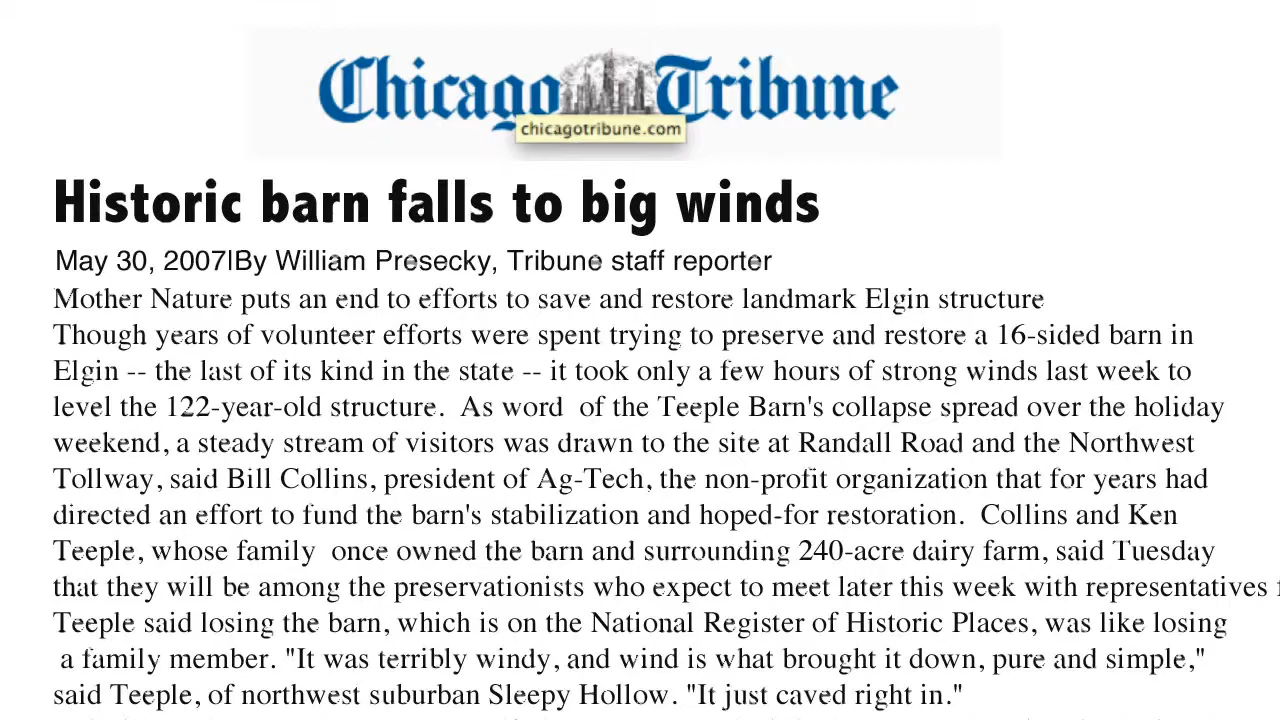 Chicago Tribune
chicagotribune.com
Historic barn falls to big winds
May 30, 2007|By William Presecky, Tribune staff reporter
Mother Nature puts an end to efforts to save and restore landmark Elgin structure
Though years of volunteer efforts were spent trying to preserve and restore a 16-sided barn in
Elgin -- the last of its kind in the state -- it took only a few hours of strong winds last week to
level the 122-year-old structure.  As word  of the Teeple Barn's collapse spread over the holiday
weekend, a steady stream of visitors was drawn to the site at Randall Road and the Northwest
Tollway, said Bill Collins, president of Ag-Tech, the non-profit organization that for years had
directed an effort to fund the barn's stabilization and hoped-for restoration.  Collins and Ken
Teeple, whose family  once owned the barn and surrounding 240-acre dairy farm, said Tuesday
that they will be among the preservationists who expect to meet later this week with representatives
Teeple said losing the barn, which is on the National Register of Historic Places, was like losing
a family member. "It was terribly windy, and wind is what brought it down, pure and simple,"
said Teeple, of northwest suburban Sleepy Hollow. "It just caved right in."